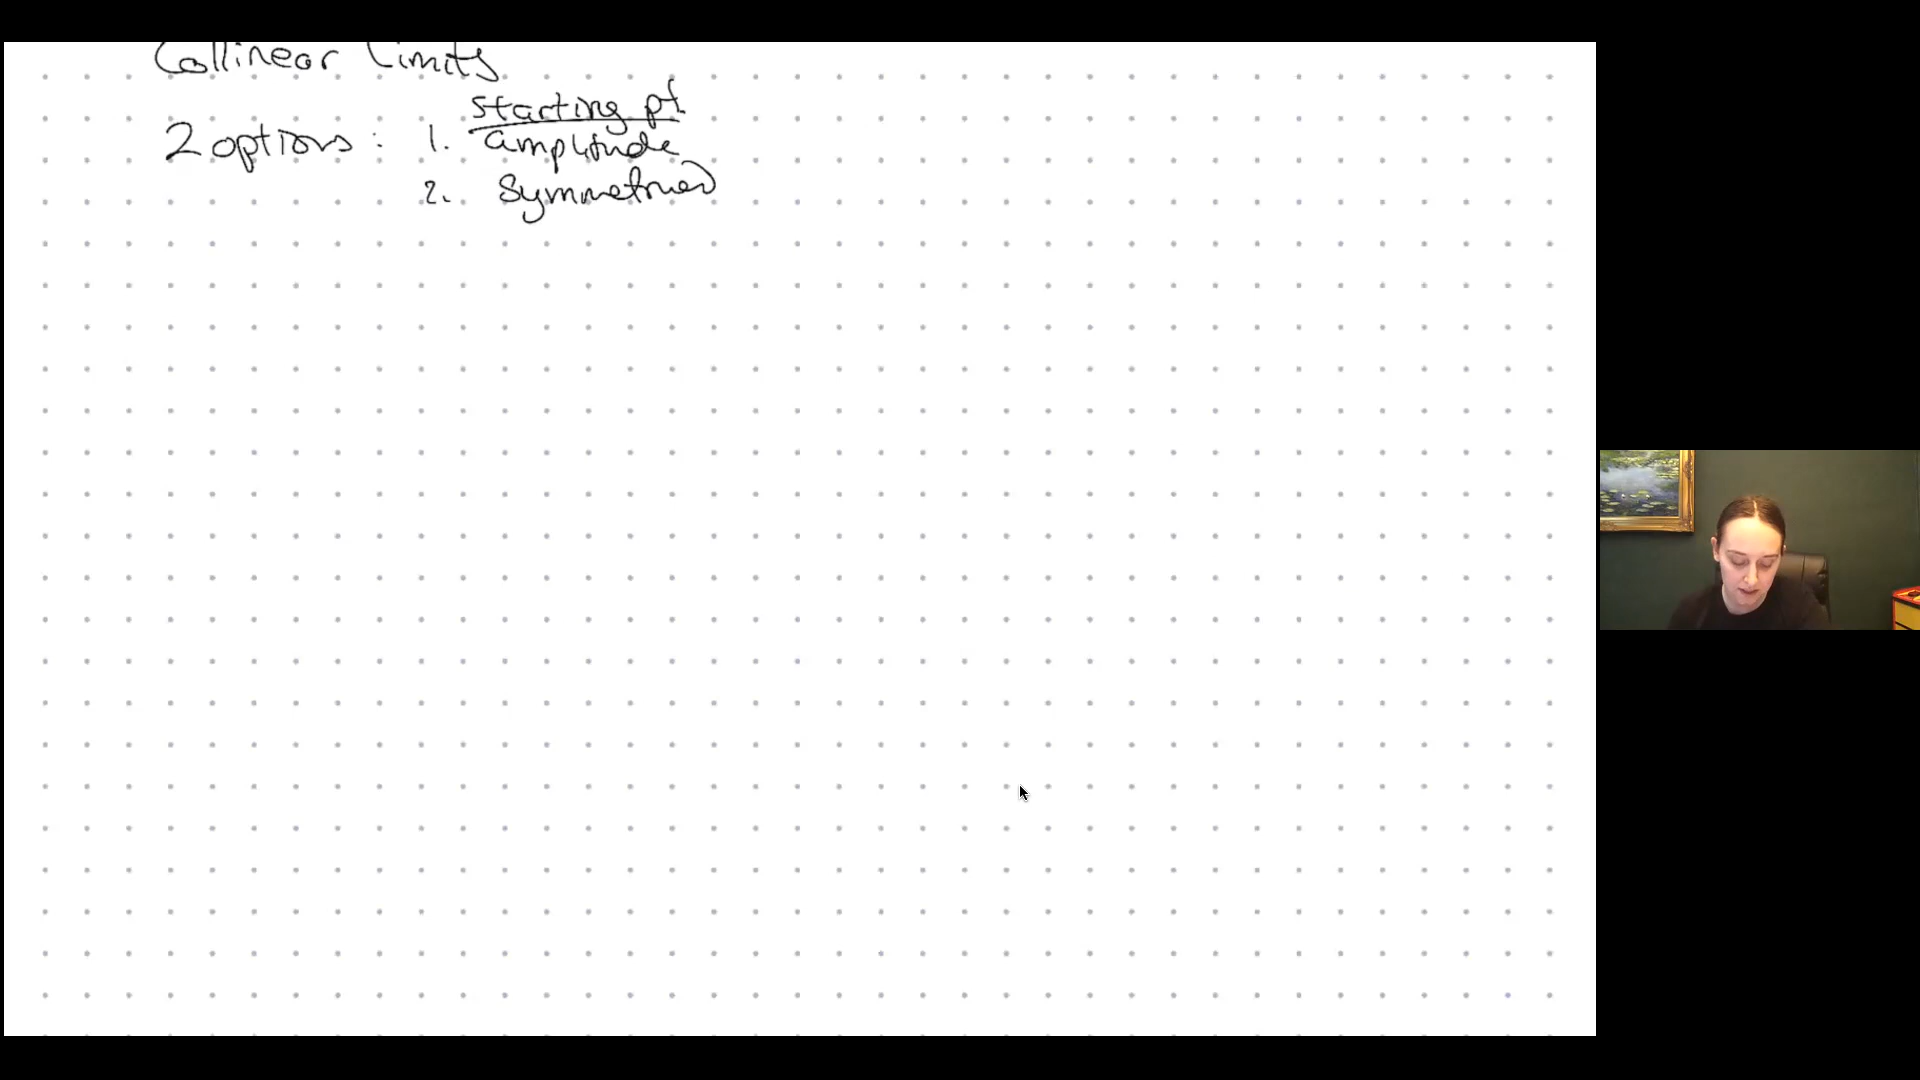 Collinear Limits
starting pt.
2 options : 1. amplitude
2. Symmetries